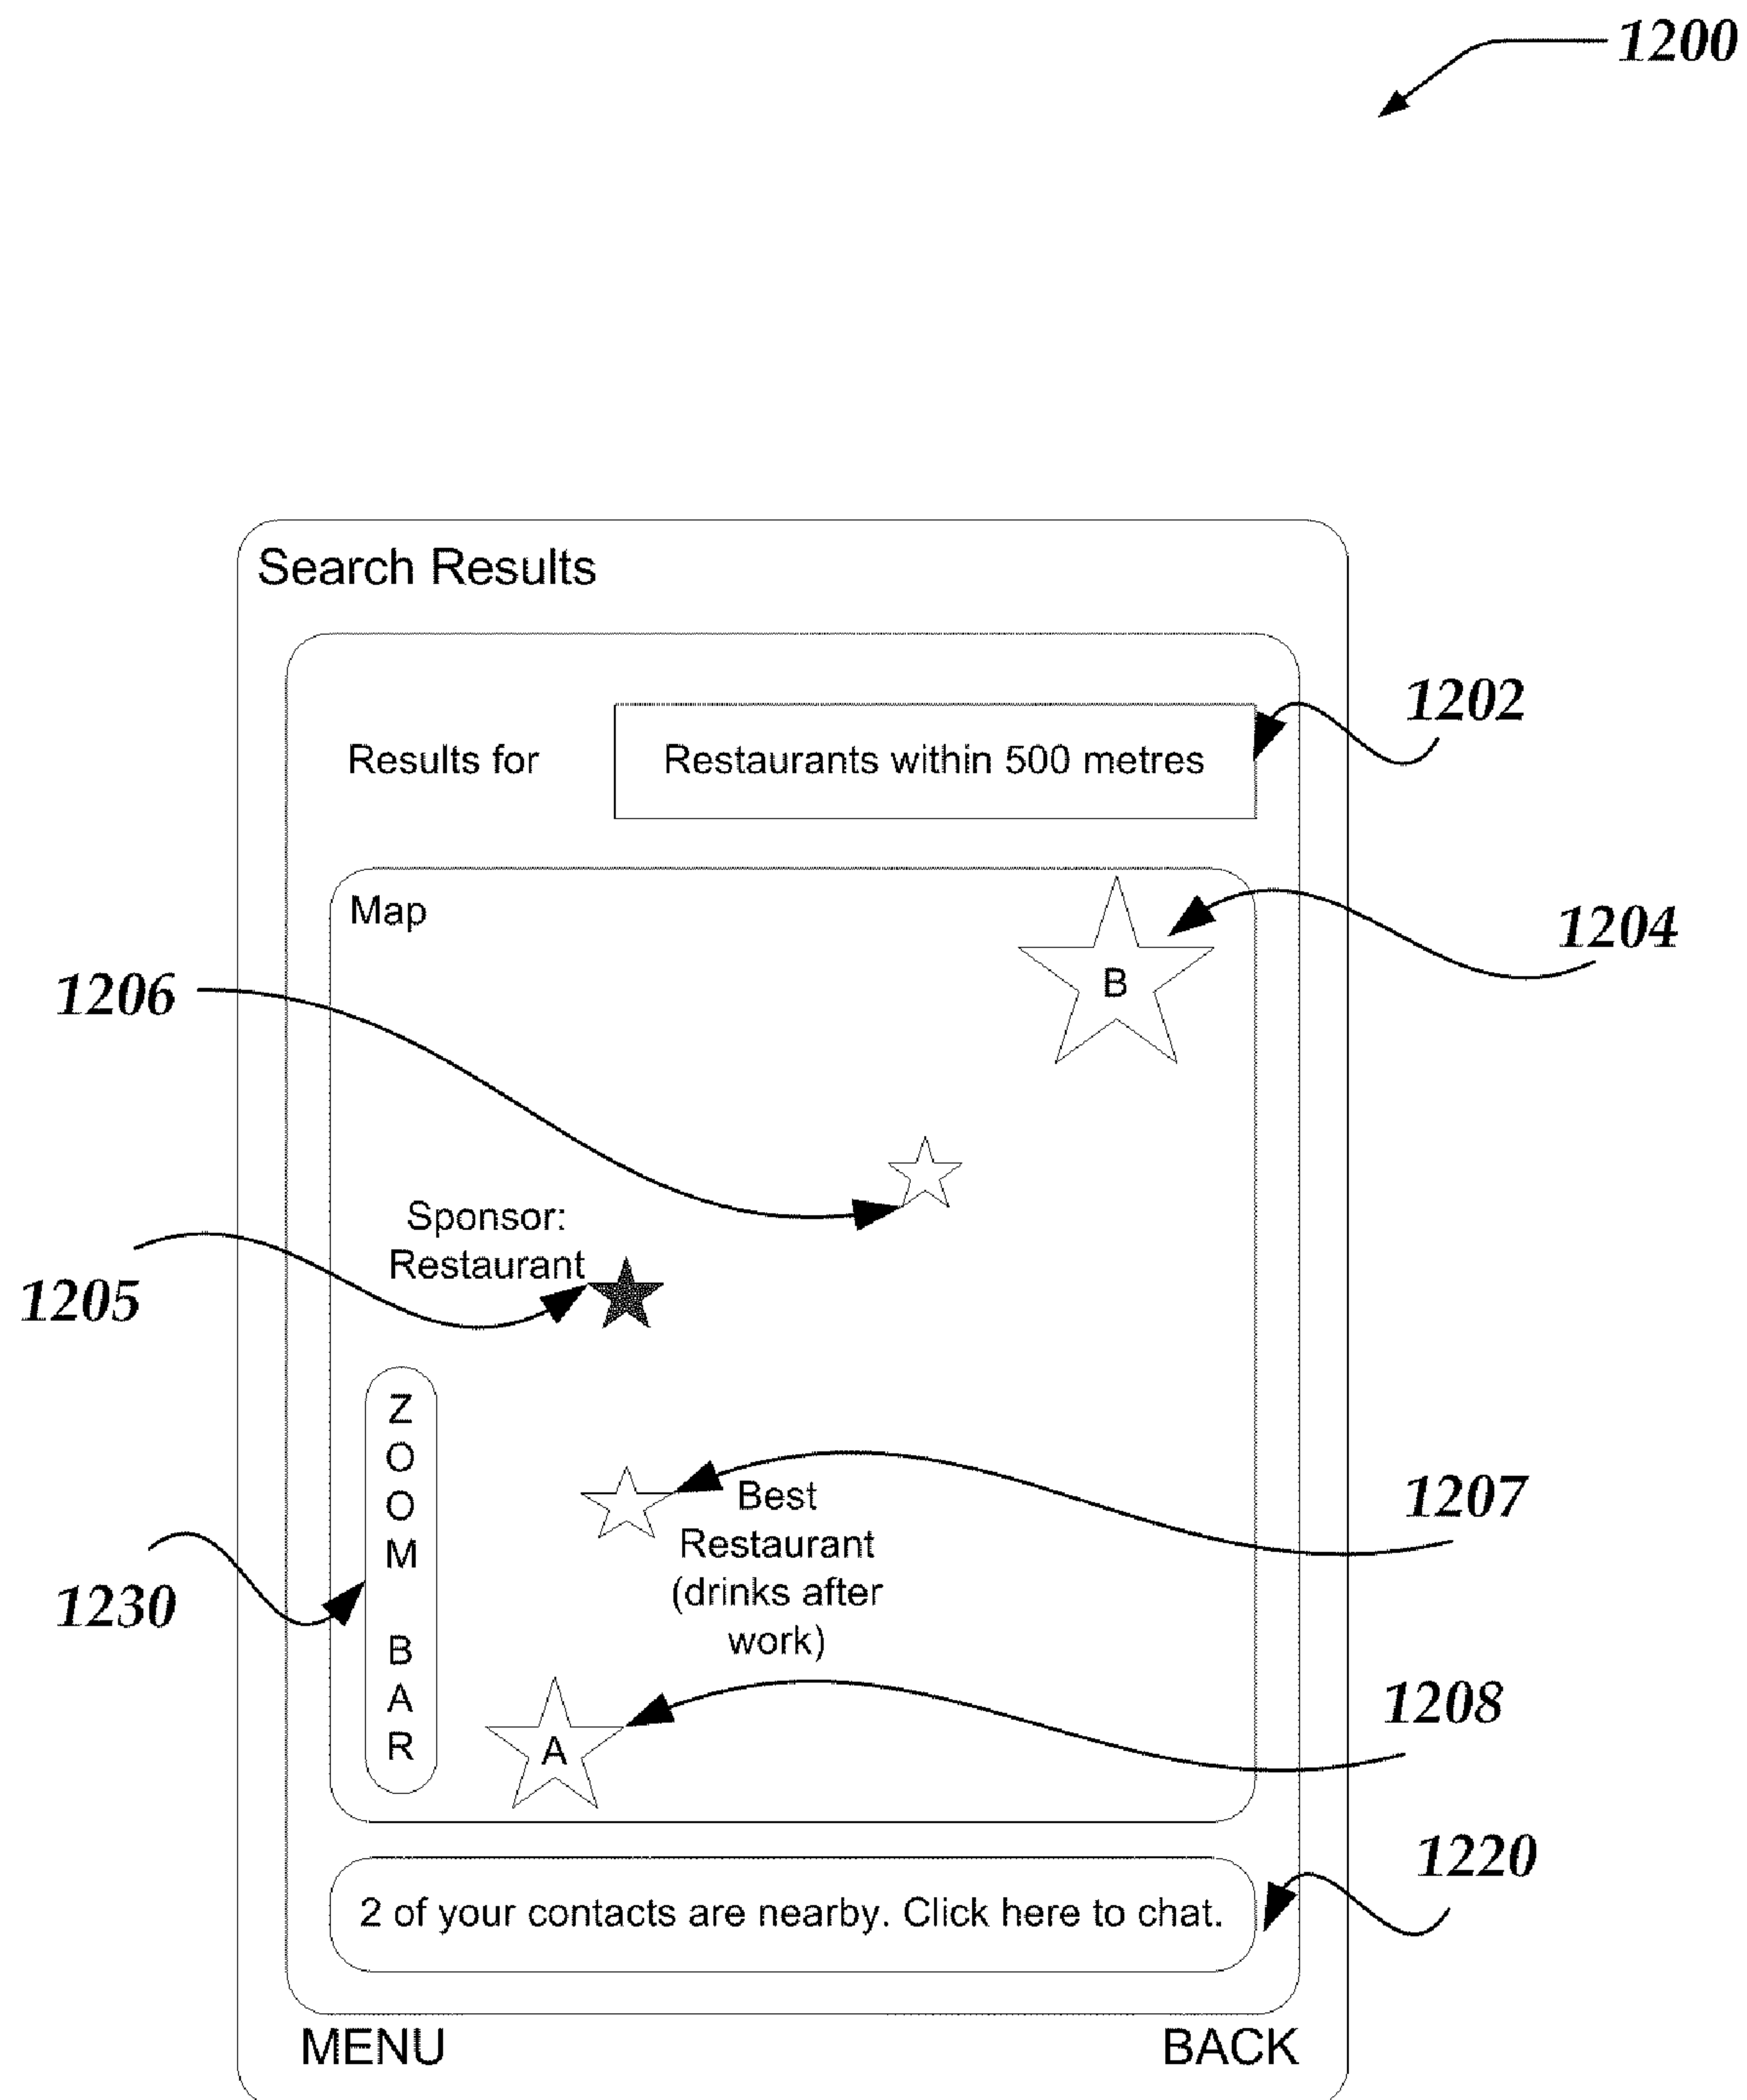 1200
Search Results
1202
Results for
Restaurants within 500 metres
Map
1204
B
1206
Sponsor:
Restaurant
1205
Z
O
O
M
B
A
R
Best
Restaurant
(drinks after
work)
1207
1230
1208
A
1220
2 of your contacts are nearby. Click here to chat.
MENU
BACK